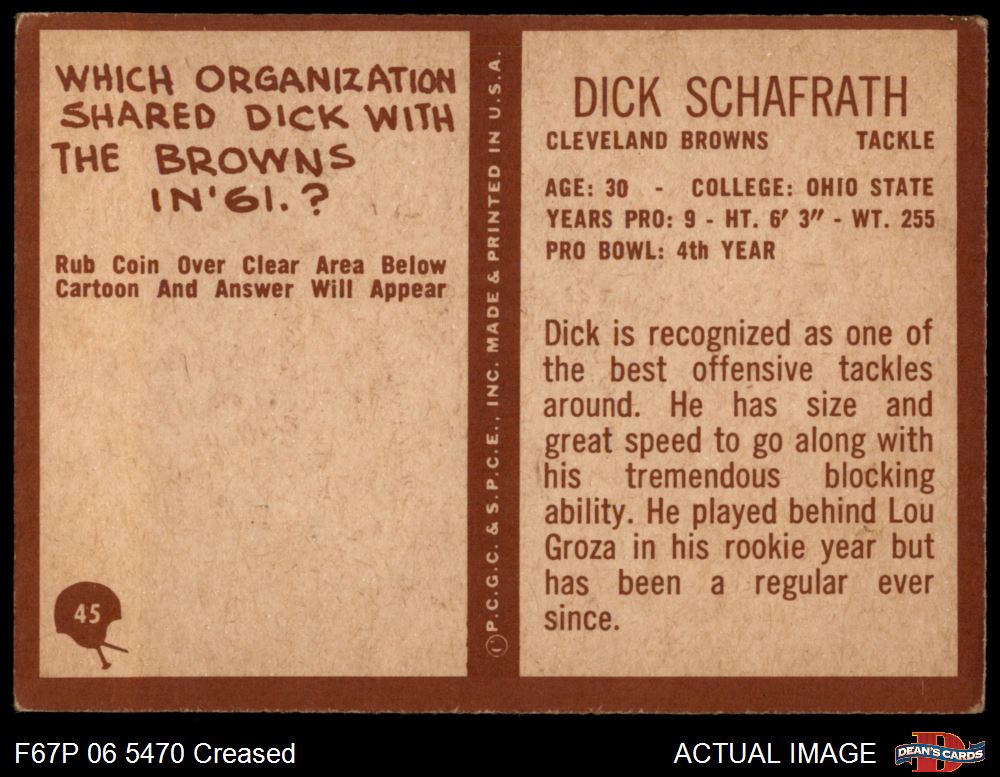 WHICH ORGANIZATION
SHARED DICK WITH
THE BROWNS
IN '61.?
Rub Coin Over Clear Area Below
Cartoon And Answer Will Appear
45
©P.C.G.C. & S.P.C.E., INC. MADE & PRINTED IN U.S.A.
DICK SCHAFRATH
CLEVELAND BROWNS TACKLE
AGE: 30 - COLLEGE: OHIO STATE
YEARS PRO: 9 - HT. 6' 3" - WT. 255
PRO BOWL: 4th YEAR
Dick is recognized as one of
the best offensive tackles
around. He has size and
great speed to go along with
his tremendous blocking
ability. He played behind Lou
Groza in his rookie year but
has been a regular ever
since.
F67P 06 5470 Creased
ACTUAL IMAGE
DEAN'S CARDS